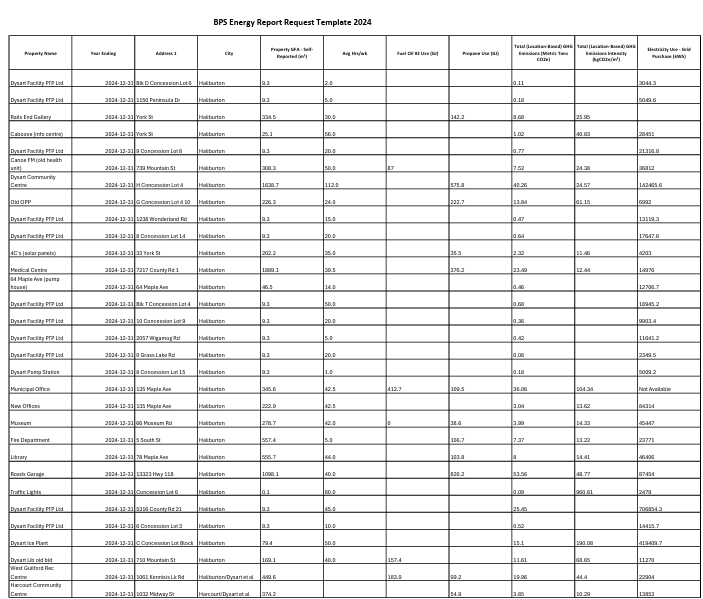 BPS Energy Report Request Template 2024
Property Name Year Ending Address 1 City Property GFA - Self-Reported (m²) Avg Hrs/wk Fuel Oil #2 Use (GJ) Propane Use (GJ) Total (Location-Based) GHG Emissions (Metric Tons CO2e) Total (Location-Based) GHG Emissions Intensity (kgCO2e/m²) Electricity Use - Grid Purchase (kWh)
Dysart Facility PTP Ltd 2024-12-31 Blk D Concession Lot 6 Haliburton 9.3 2.0 0.11 3044.3
Dysart Facility PTP Ltd 2024-12-31 1150 Peninsula Dr Haliburton 9.3 5.0 0.18 5049.6
Rails End Gallery 2024-12-31 York St Haliburton 334.5 30.0 142.2 8.68 25.95
Caboose (info centre) 2024-12-31 York St Haliburton 25.1 56.0 1.02 40.83 28451
Dysart Facility PTP Ltd 2024-12-31 9 Concession Lot 8 Haliburton 9.3 20.0 0.77 21316.8
Canoe FM (old health unit) 2024-12-31 739 Mountain St Haliburton 308.3 50.0 87 7.52 24.38 36812
Dysart Community Centre 2024-12-31 H Concession Lot 4 Haliburton 1638.7 112.0 575.8 40.26 24.57 142465.6
Old OPP 2024-12-31 G Concession Lot 4 10 Haliburton 226.3 24.0 222.7 13.84 61.15 6992
Dysart Facility PTP Ltd 2024-12-31 1238 Wonderland Rd Haliburton 9.3 15.0 0.47 13119.3
Dysart Facility PTP Ltd 2024-12-31 8 Concession Lot 14 Haliburton 9.3 20.0 0.64 17647.6
4C's (solar panels) 2024-12-31 33 York St Haliburton 202.2 35.0 35.5 2.32 11.46 4203
Medical Centre 2024-12-31 7217 County Rd 1 Haliburton 1889.1 39.5 376.2 23.49 12.44 14976
64 Maple Ave (pump house) 2024-12-31 64 Maple Ave Haliburton 46.5 14.0 0.46 12706.7
Dysart Facility PTP Ltd 2024-12-31 Blk T Concession Lot 4 Haliburton 9.3 50.0 0.68 18945.2
Dysart Facility PTP Ltd 2024-12-31 10 Concession Lot 9 Haliburton 9.3 20.0 0.36 9903.4
Dysart Facility PTP Ltd 2024-12-31 2057 Wigamog Rd Haliburton 9.3 5.0 0.42 11641.2
Dysart Facility PTP Ltd 2024-12-31 0 Grass Lake Rd Haliburton 9.3 20.0 0.08 2349.5
Dysart Pump Station 2024-12-31 8 Concession Lot 15 Haliburton 9.3 1.0 0.18 5009.2
Municipal Office 2024-12-31 135 Maple Ave Haliburton 345.6 42.5 412.7 109.5 36.06 104.34 Not Available
New Offices 2024-12-31 135 Maple Ave Haliburton 222.9 42.5 3.04 13.62 84314
Museum 2024-12-31 66 Museum Rd Haliburton 278.7 42.0 0 38.6 3.99 14.33 45447
Fire Department 2024-12-31 5 South St Haliburton 557.4 5.0 106.7 7.37 13.22 23771
Library 2024-12-31 78 Maple Ave Haliburton 555.7 44.0 103.8 8 14.41 46406
Roads Garage 2024-12-31 13323 Hwy 118 Haliburton 1098.1 40.0 826.2 53.56 48.77 87454
Traffic Lights 2024-12-31 Concession Lot 6 Haliburton 0.1 80.0 0.09 960.61 2479
Dysart Facility PTP Ltd 2024-12-31 5316 County Rd 21 Haliburton 9.3 45.0 25.45 706854.3
Dysart Facility PTP Ltd 2024-12-31 6 Concession Lot 3 Haliburton 9.3 10.0 0.52 14415.7
Dysart Ice Plant 2024-12-31 C Concession Lot Block Haliburton 79.4 50.0 15.1 190.08 419409.7
Dysart Lib old bld 2024-12-31 710 Mountain St Haliburton 169.1 40.0 157.4 11.61 68.65 11270
West Guilford Rec Centre 2024-12-31 1061 Kennisis Lk Rd Haliburton/Dysart et al 449.6 183.9 99.2 19.96 44.4 22904
Harcourt Community Centre 2024-12-31 1032 Midway St Harcourt/Dysart et al 374.2 54.9 3.85 10.29 13853